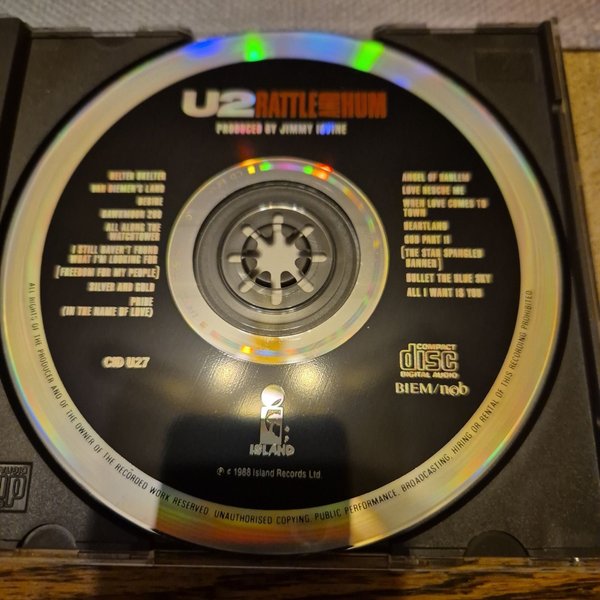 U2 RATTLE AND HUM
PRODUCED BY JIMMY IOVINE
HELTER SKELTER
VAN DIEMEN'S LAND
DESIRE
HAWKMOON 269
ALL ALONG THE
WATCHTOWER
I STILL HAVEN'T FOUND
WHAT I'M LOOKING FOR
[FREEDOM FOR MY PEOPLE]
SILVER AND GOLD
PRIDE
(IN THE NAME OF LOVE)
ANGEL OF HARLEM
LOVE RESCUE ME
WHEN LOVE COMES TO
TOWN
HEARTLAND
GOD PART II
[THE STAR SPANGLED
BANNER]
BULLET THE BLUE SKY
ALL I WANT IS YOU
CID U27
COMPACT
disc
DIGITAL AUDIO
BIEM/ncb
ISLAND
℗ © 1988 Island Records Ltd
ALL RIGHTS OF THE PRODUCER AND OF THE OWNER OF THE RECORDED WORK RESERVED. UNAUTHORISED COPYING, PUBLIC PERFORMANCE, BROADCASTING, HIRING OR RENTAL OF THIS RECORDING PROHIBITED.